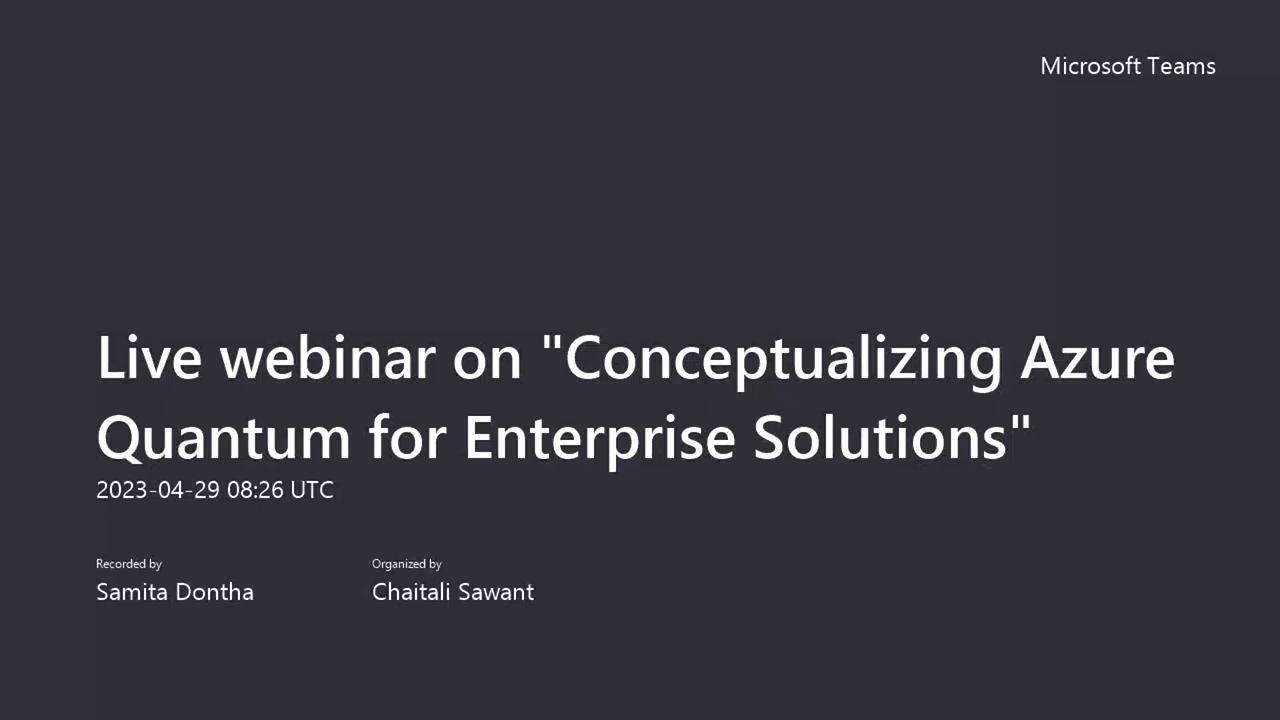 Microsoft Teams
Live webinar on "Conceptualizing Azure
Quantum for Enterprise Solutions"
2023-04-29 08:26 UTC
Recorded by
Samita Dontha
Organized by
Chaitali Sawant